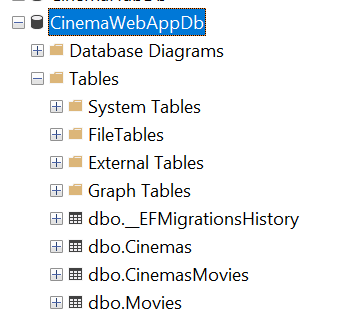 CinemaWebAppDb
Database Diagrams
Tables
System Tables
FileTables
External Tables
Graph Tables
dbo.__EFMigrationsHistory
dbo.Cinemas
dbo.CinemasMovies
dbo.Movies